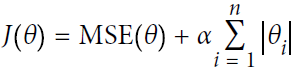 J(θ) = MSE(θ) + α ∑_{i = 1}^{n} |θ_i|